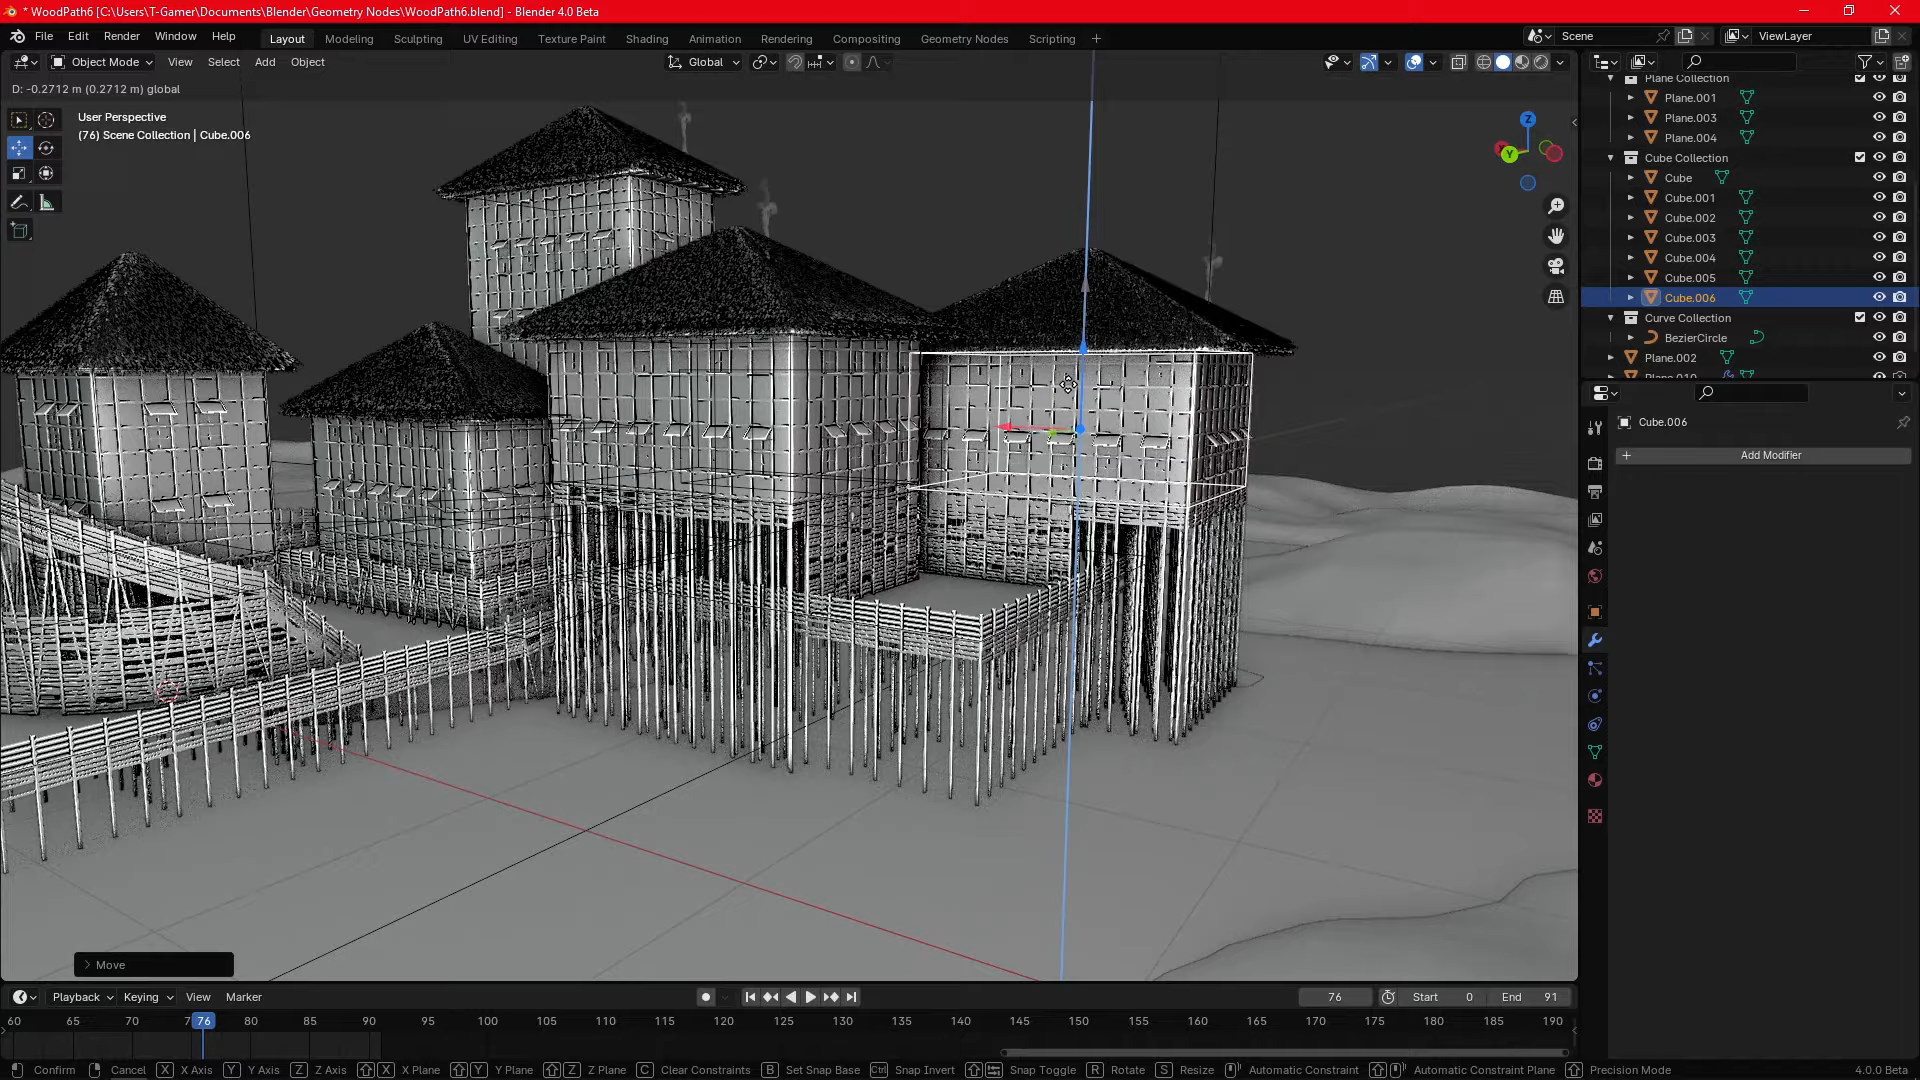 * WoodPath6 [C:\Users\T-Gamer\Documents\Blender\Geometry Nodes\WoodPath6.blend] - Blender 4.0 Beta
File Edit Render Window Help
Layout Modeling Sculpting UV Editing Texture Paint Shading Animation Rendering Compositing Geometry Nodes Scripting +
Scene
ViewLayer
Object Mode View Select Add Object
Global
D: -0.2712 m (0.2712 m) global
User Perspective
(76) Scene Collection | Cube.006
Z
Y
Plane Collection
Plane.001
Plane.003
Plane.004
Cube Collection
Cube
Cube.001
Cube.002
Cube.003
Cube.004
Cube.005
Cube.006
Curve Collection
BezierCircle
Plane.002
Plane.010
Cube.006
Add Modifier
Move
Playback Keying View Marker
76 Start 0 End 91
60 65 70 76 80 85 90 95 100 105 110 115 120 125 130 135 140 145 150 155 160 165 170 175 180 185 190
Confirm Cancel X X Axis Y Y Axis Z Z Axis X X Plane Y Y Plane Z Z Plane C Clear Constraints B Set Snap Base Ctrl Snap Invert Snap Toggle R Rotate S Resize Automatic Constraint Automatic Constraint Plane Precision Mode 4.0.0 Beta